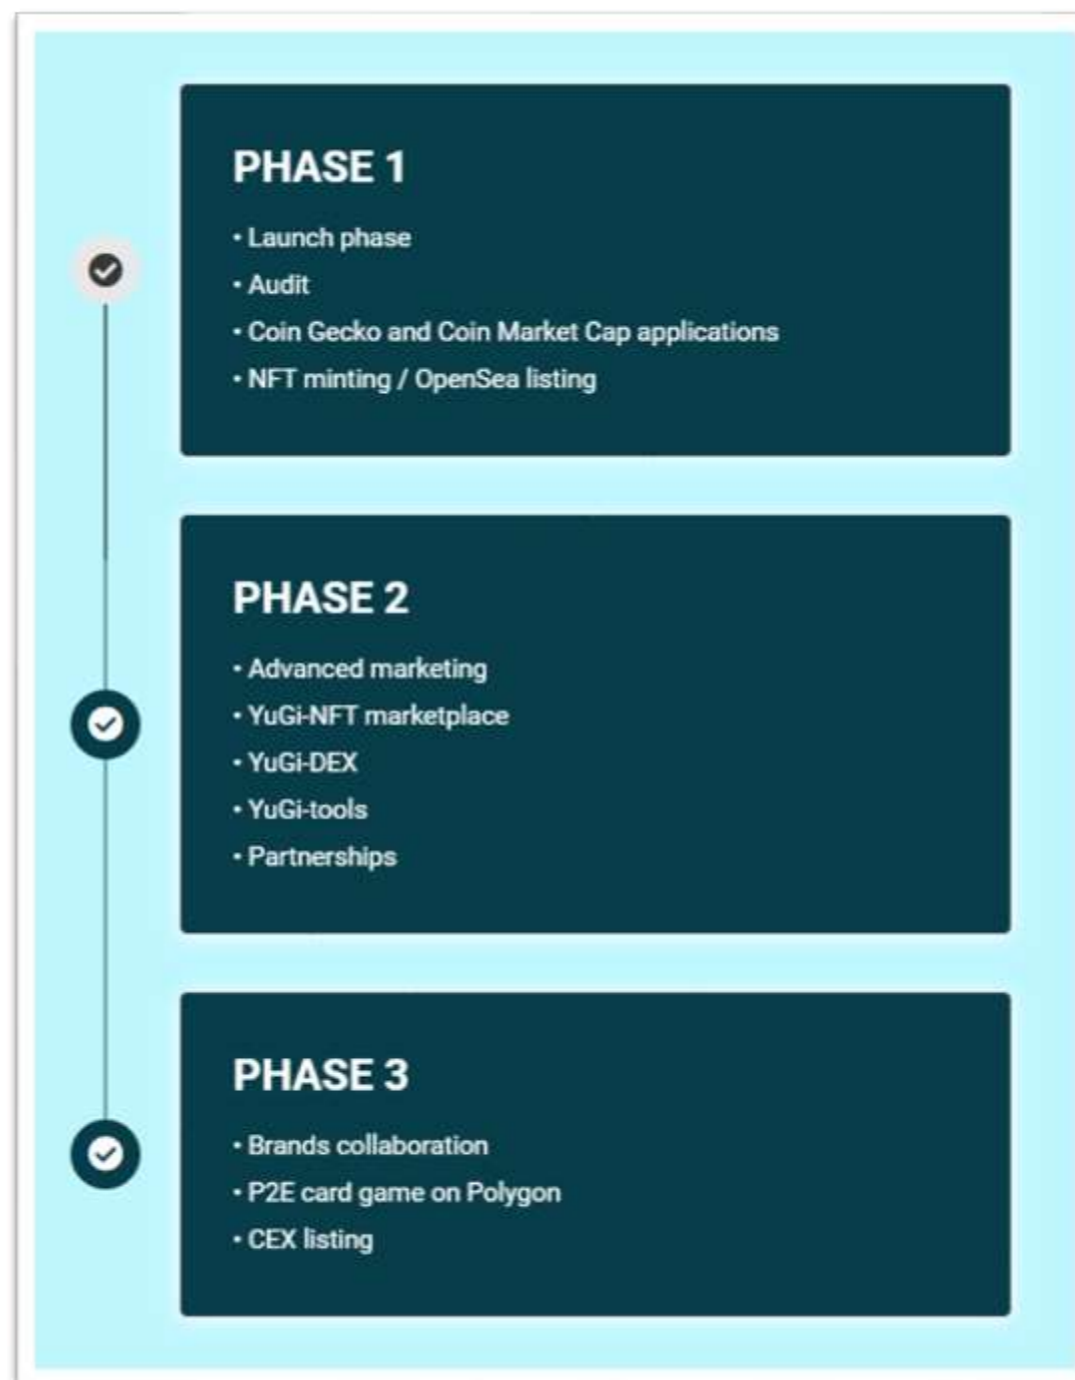 PHASE 1
• Launch phase
• Audit
• Coin Gecko and Coin Market Cap applications
• NFT minting / OpenSea listing
PHASE 2
• Advanced marketing
• YuGi-NFT marketplace
• YuGi-DEX
• YuGi-tools
• Partnerships
PHASE 3
• Brands collaboration
• P2E card game on Polygon
• CEX listing